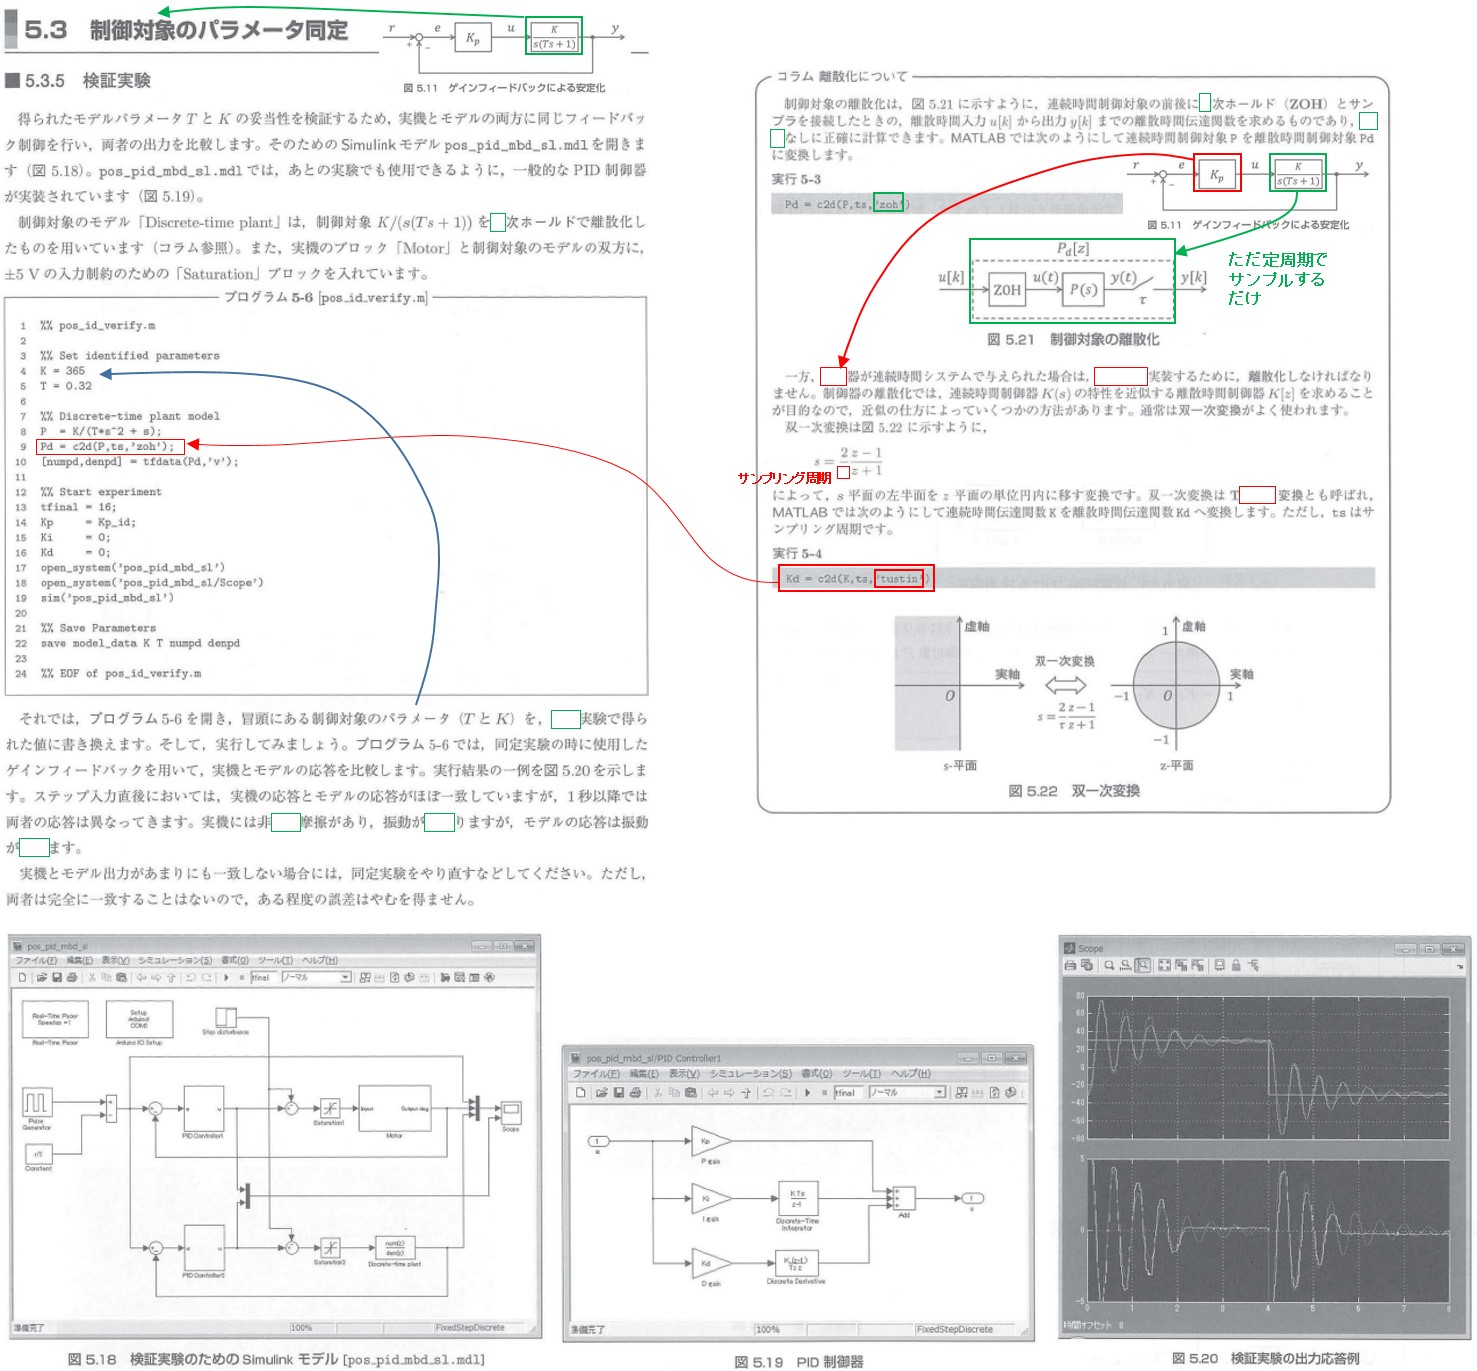 5.3 制御対象のパラメータ同定
r e u y
+ −
Kp
K
s(Ts+1)
図 5.11 ゲインフィードバックによる安定化
■ 5.3.5 検証実験
得られたモデルパラメータ T と K の妥当性を検証するため，実機とモデルの両方に同じフィードバッ
ク制御を行い，両者の出力を比較します。そのための Simulink モデル pos_pid_mbd_sl.mdl を開きま
す（図 5.18）。pos_pid_mbd_sl.mdl では，あとの実験でも使用できるように，一般的な PID 制御器
が実装されています（図 5.19）。
制御対象のモデル「Discrete-time plant」は，制御対象 K/(s(Ts + 1)) を 次ホールドで離散化し
たものを用いています（コラム参照）。また，実機のブロック「Motor」と制御対象のモデルの双方に，
±5 V の入力制約のための「Saturation」ブロックを入れています。
プログラム 5-6 [pos_id_verify.m]
1 %% pos_id_verify.m
2
3 %% Set identified parameters
4 K = 365
5 T = 0.32
6
7 %% Discrete-time plant model
8 P = K/(T*s^2 + s);
9 Pd = c2d(P,ts,'zoh');
10 [numpd,denpd] = tfdata(Pd,'v');
11
12 %% Start experiment
13 tfinal = 16;
14 Kp = Kp_id;
15 Ki = 0;
16 Kd = 0;
17 open_system('pos_pid_mbd_sl')
18 open_system('pos_pid_mbd_sl/Scope')
19 sim('pos_pid_mbd_sl')
20
21 %% Save Parameters
22 save model_data K T numpd denpd
23
24 %% EOF of pos_id_verify.m
それでは，プログラム 5-6 を開き，冒頭にある制御対象のパラメータ（T と K）を， 実験で得ら
れた値に書き換えます。そして，実行してみましょう。プログラム 5-6 では，同定実験の時に使用した
ゲインフィードバックを用いて，実機とモデルの応答を比較します。実行結果の一例を図 5.20 を示しま
す。ステップ入力直後においては，実機の応答とモデルの応答がほぼ一致していますが，1 秒以降では
両者の応答は異なってきます。実機には非 摩擦があり，振動が りますが，モデルの応答は振動
が ます。
実機とモデル出力があまりにも一致しない場合には，同定実験をやり直すなどしてください。ただし，
両者は完全に一致することはないので，ある程度の誤差はやむを得ません。
コラム 離散化について
制御対象の離散化は，図 5.21 に示すように，連続時間制御対象の前後に 次ホールド（ZOH）とサン
プラを接続したときの，離散時間入力 u[k] から出力 y[k] までの離散時間伝達関数を求めるものであり，
なしに正確に計算できます。MATLAB では次のようにして連続時間制御対象 P を離散時間制御対象 Pd
に変換します。
実行 5-3
Pd = c2d(P,ts,'zoh')
r e u y
+ −
Kp
K
s(Ts+1)
図 5.11 ゲインフィードバックによる安定化
ただ定周期で
サンプルする
だけ
Pd[z]
u[k] ZOH u(t) P(s) y(t) τ y[k]
図 5.21 制御対象の離散化
一方， 器が連続時間システムで与えられた場合は， 実装するために，離散化しなければなり
ません。制御器の離散化では，連続時間制御器 K(s) の特性を近似する離散時間制御器 K[z] を求めること
が目的なので，近似の仕方によっていくつかの方法があります。通常は双一次変換がよく使われます。
双一次変換は図 5.22 に示すように，
s = 2 z − 1
z + 1
サンプリング周期
によって，s 平面の左半面を z 平面の単位円内に移す変換です。双一次変換は T 変換とも呼ばれ，
MATLAB では次のようにして連続時間伝達関数 K を離散時間伝達関数 Kd へ変換します。ただし，ts はサ
ンプリング周期です。
実行 5-4
Kd = c2d(K,ts,'tustin')
虚軸
実軸
O
s-平面
双一次変換
s = 2 z−1
τ z+1
1 虚軸
実軸
−1 O 1
−1
z-平面
図 5.22 双一次変換
pos_pid_mbd_sl
ファイル(F) 編集(E) 表示(V) シミュレーション(S) 書式(O) ツール(T) ヘルプ(H)
tfinal ノーマル
Real-Time Pacer
Speedup = 1
Real-Time Pacer
Setup
Arduino1
COM3
Arduino IO Setup
Step disturbance
Pulse
Generator
Constant
e u
PID Controller1
Saturation1
Input Output deg
Motor
Scope
e u
PID Controller2
Saturation2
num(z)
den(z)
Discrete-time plant
準備完了 100% FixedStepDiscrete
図 5.18 検証実験のための Simulink モデル [pos_pid_mbd_sl.mdl]
pos_pid_mbd_sl/PID Controller1
ファイル(F) 編集(E) 表示(V) シミュレーション(S) 書式(O) ツール(T) ヘルプ(H)
tfinal ノーマル
1
e
Kp
P gain
Ki
I gain
K Ts
z-1
Discrete-Time
Integrator
Kd
D gain
K (z-1)
Ts z
Discrete Derivative
Add
1
u
準備完了 100% FixedStepDiscrete
図 5.19 PID 制御器
Scope
80
60
40
20
0
-20
-40
-60
-80
5
0
-5
0 1 2 3 4 5 6 7 8
時間オフセット: 0
図 5.20 検証実験の出力応答例